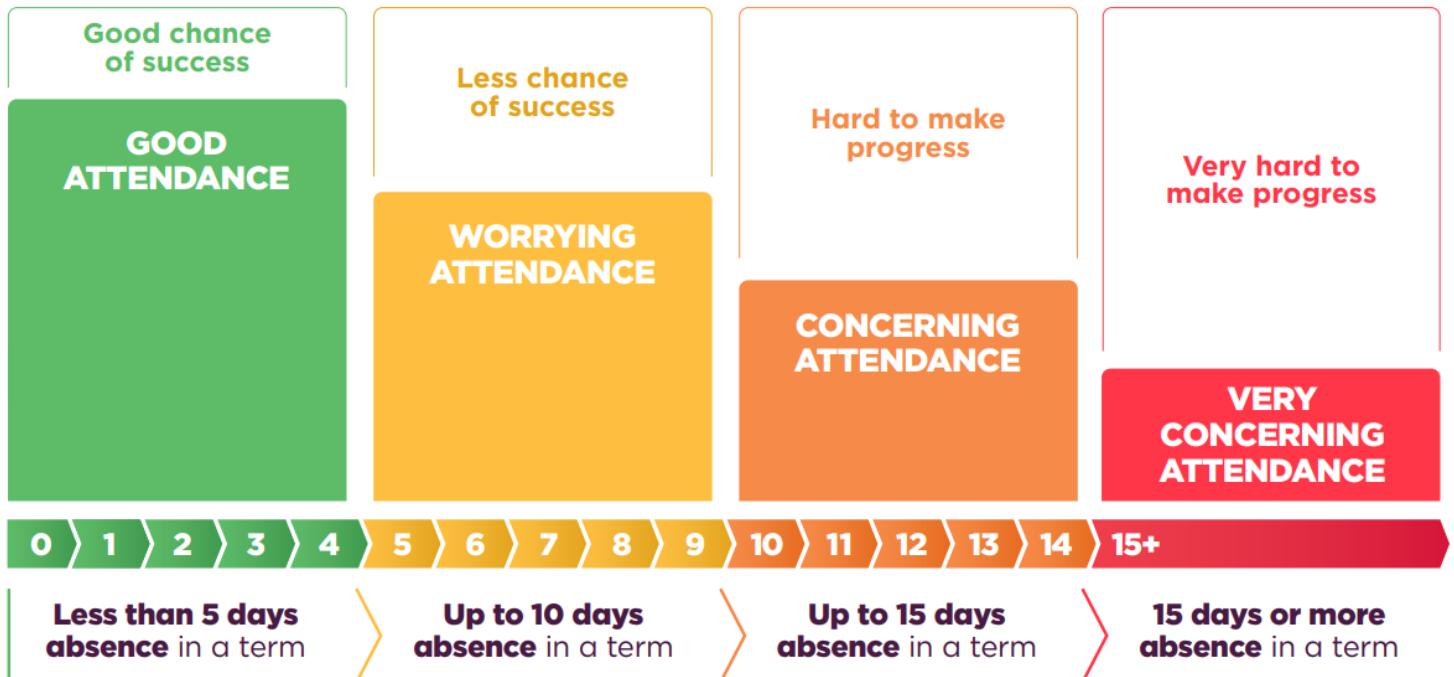 Good chance
of success
GOOD
ATTENDANCE
Less chance
of success
WORRYING
ATTENDANCE
Hard to make
progress
CONCERNING
ATTENDANCE
Very hard to
make progress
VERY
CONCERNING
ATTENDANCE
0 1 2 3 4 5 6 7 8 9 10 11 12 13 14 15+
Less than 5 days
absence in a term
Up to 10 days
absence in a term
Up to 15 days
absence in a term
15 days or more
absence in a term